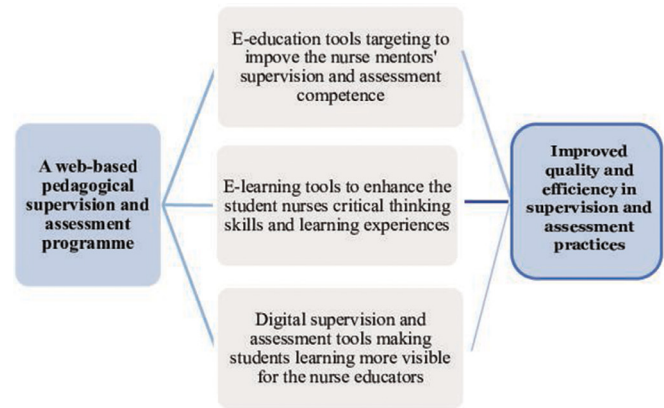 E-education tools targeting to
impove the nurse mentors'
supervision and assessment
competence
A web-based
pedagogical
supervision and
assessment
programme
E-learning tools to enhance the
student nurses critical thinking
skills and learning experiences
Improved
quality and
efficiency in
supervision and
assessment
practices
Digital supervision and
assessment tools making
students learning more visible
for the nurse educators